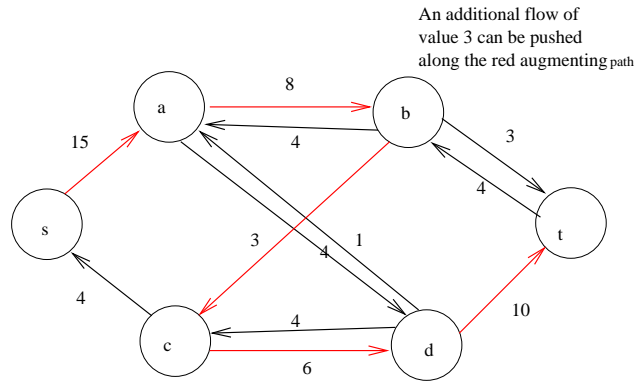 An additional flow of
value 3 can be pushed
along the red augmenting path
8
a
b
15
4
3
4
s
t
3
4
1
4
4
10
c
d
6